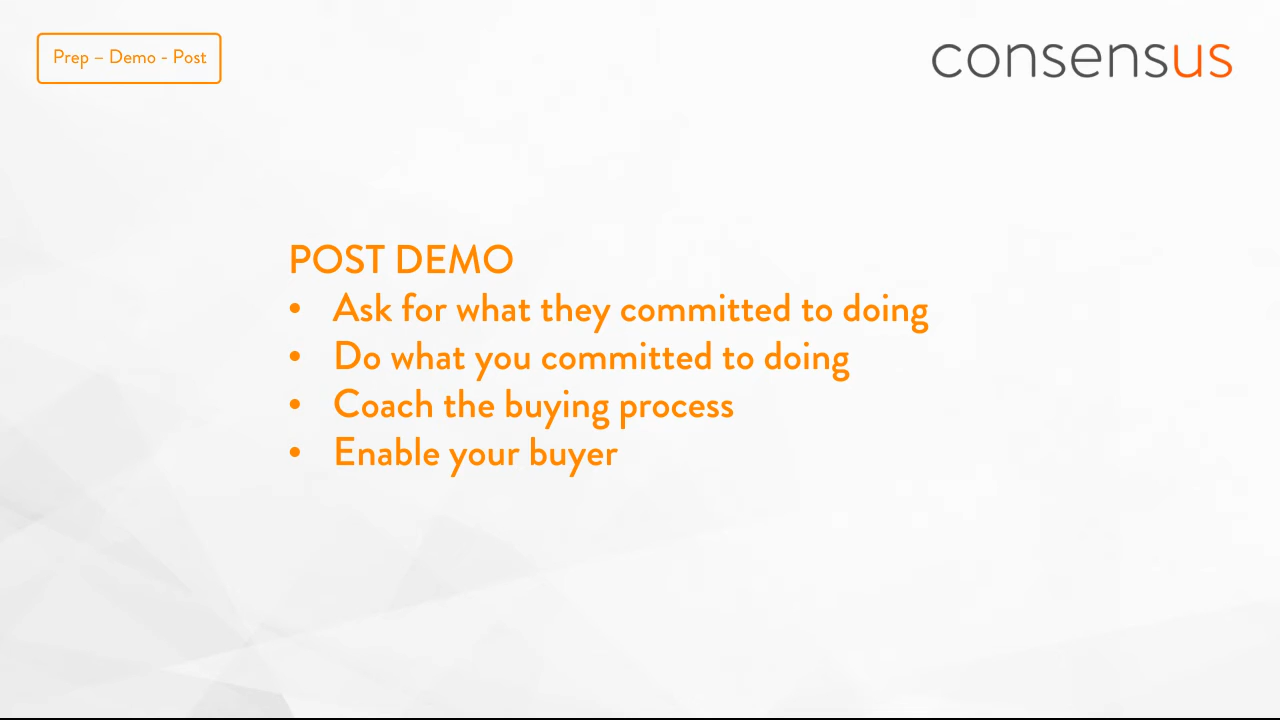 Prep – Demo - Post
consensus
POST DEMO
• Ask for what they committed to doing
• Do what you committed to doing
• Coach the buying process
• Enable your buyer